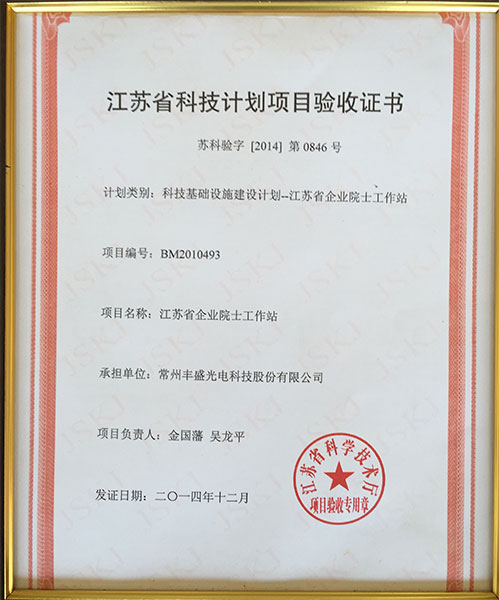 江苏省科技计划项目验收证书
苏科验字 [2014] 第 0846 号
计划类别：科技基础设施建设计划--江苏省企业院士工作站
项目编号：BM2010493
项目名称：江苏省企业院士工作站
承担单位：常州丰盛光电科技股份有限公司
项目负责人：金国藩 吴龙平
发证日期：二〇一四年十二月
江苏省科学技术厅
项目验收专用章
JSKJ